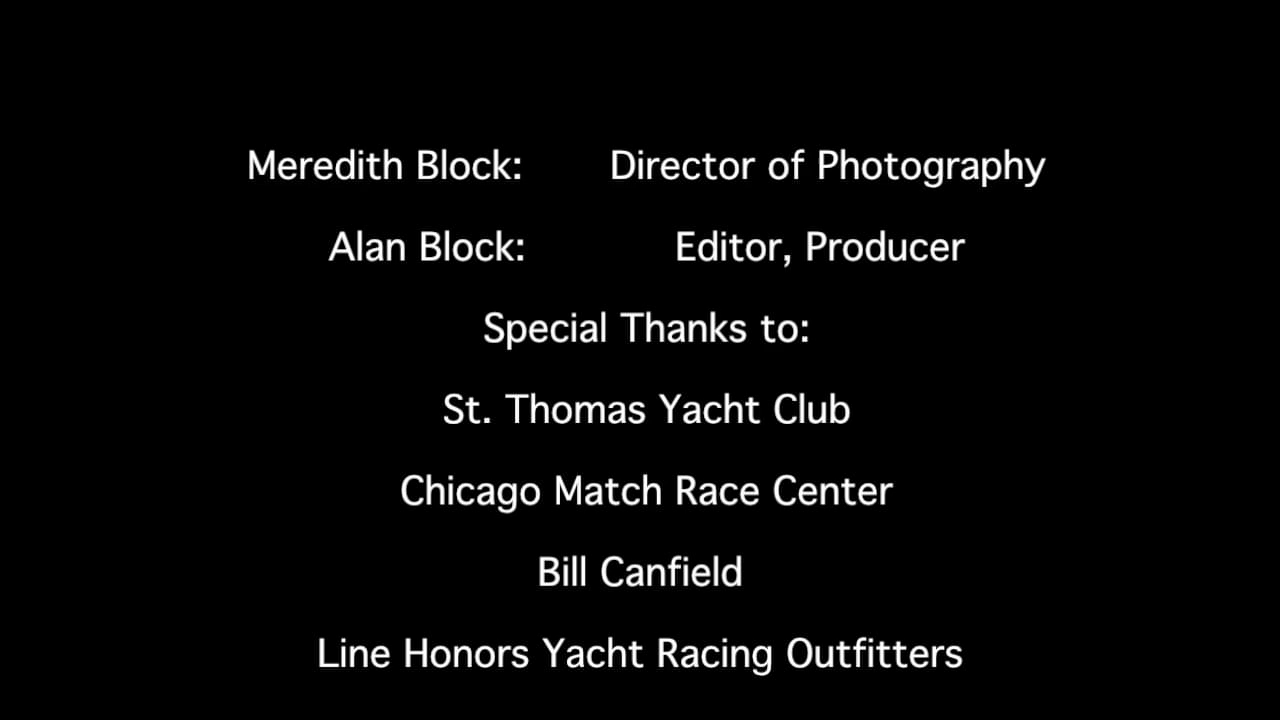 Meredith Block: Director of Photography
Alan Block: Editor, Producer
Special Thanks to:
St. Thomas Yacht Club
Chicago Match Race Center
Bill Canfield
Line Honors Yacht Racing Outfitters